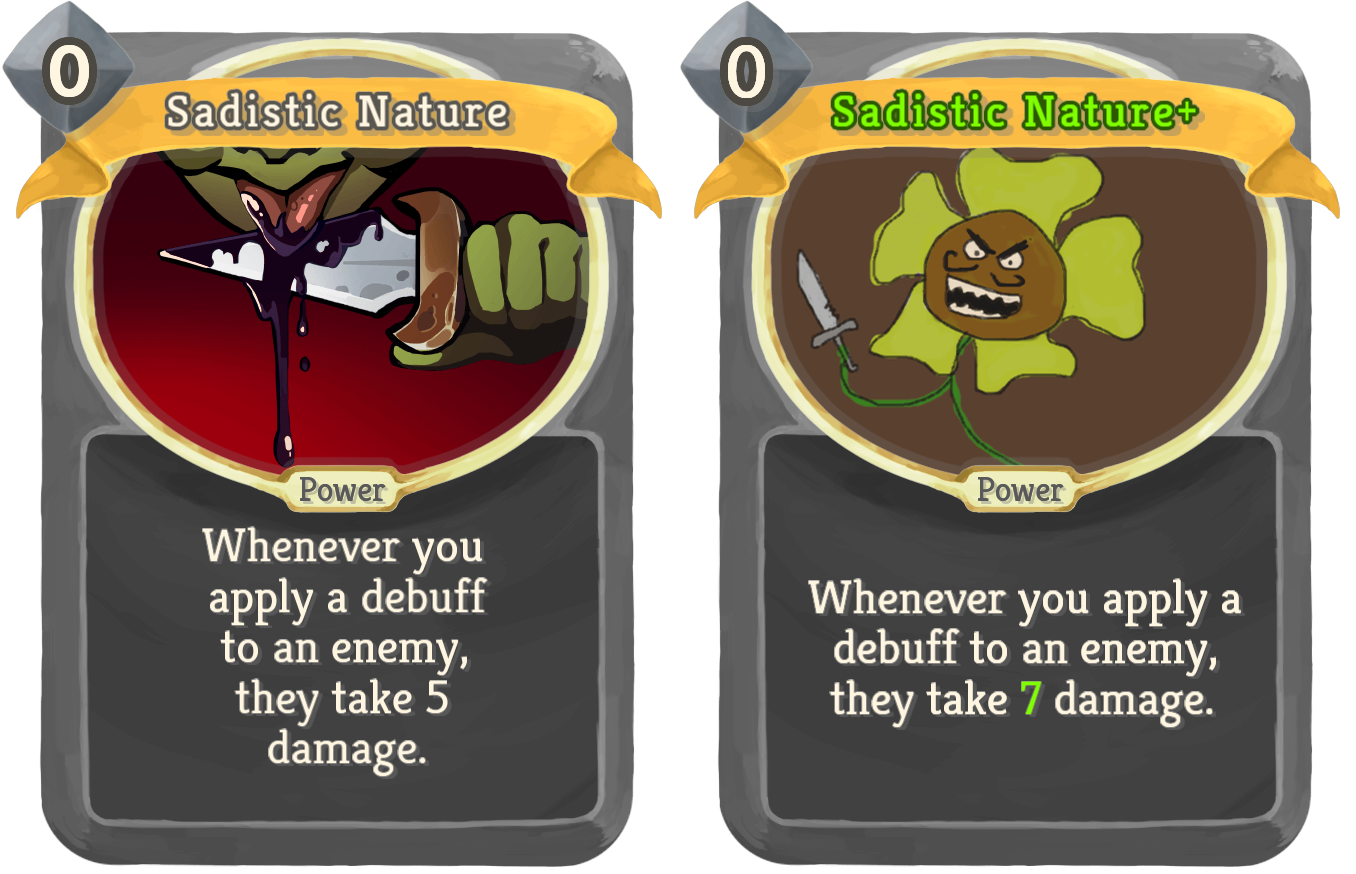 0
Sadistic Nature
Power
Whenever you
apply a debuff
to an enemy,
they take 5
damage.
0
Sadistic Nature+
Power
Whenever you apply a
debuff to an enemy,
they take 7 damage.